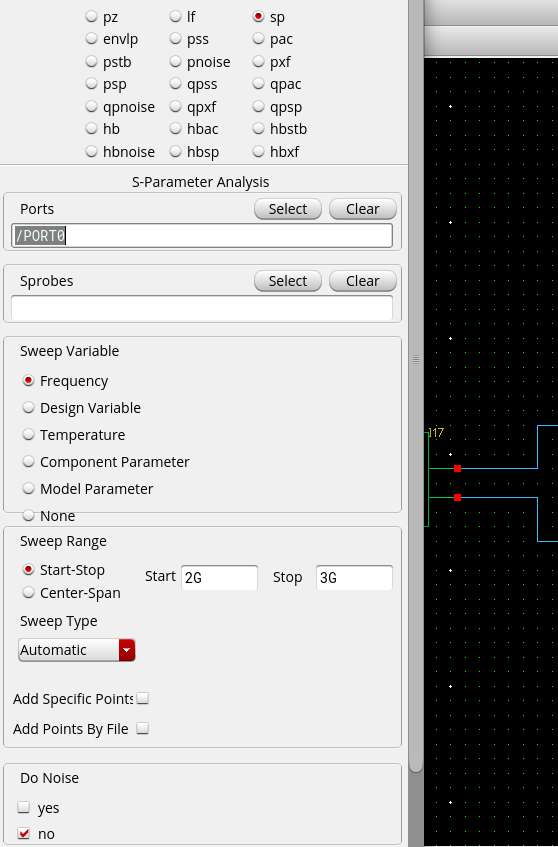 pz lf sp
envlp pss pac
pstb pnoise pxf
psp qpss qpac
qpnoise qpxf qpsp
hb hbac hbstb
hbnoise hbsp hbxf
S-Parameter Analysis
Ports Select Clear
/PORT0
Sprobes Select Clear
Sweep Variable
Frequency
Design Variable
Temperature
Component Parameter
Model Parameter
None
Sweep Range
Start-Stop Start 2G Stop 3G
Center-Span
Sweep Type
Automatic
Add Specific Points
Add Points By File
Do Noise
yes
no